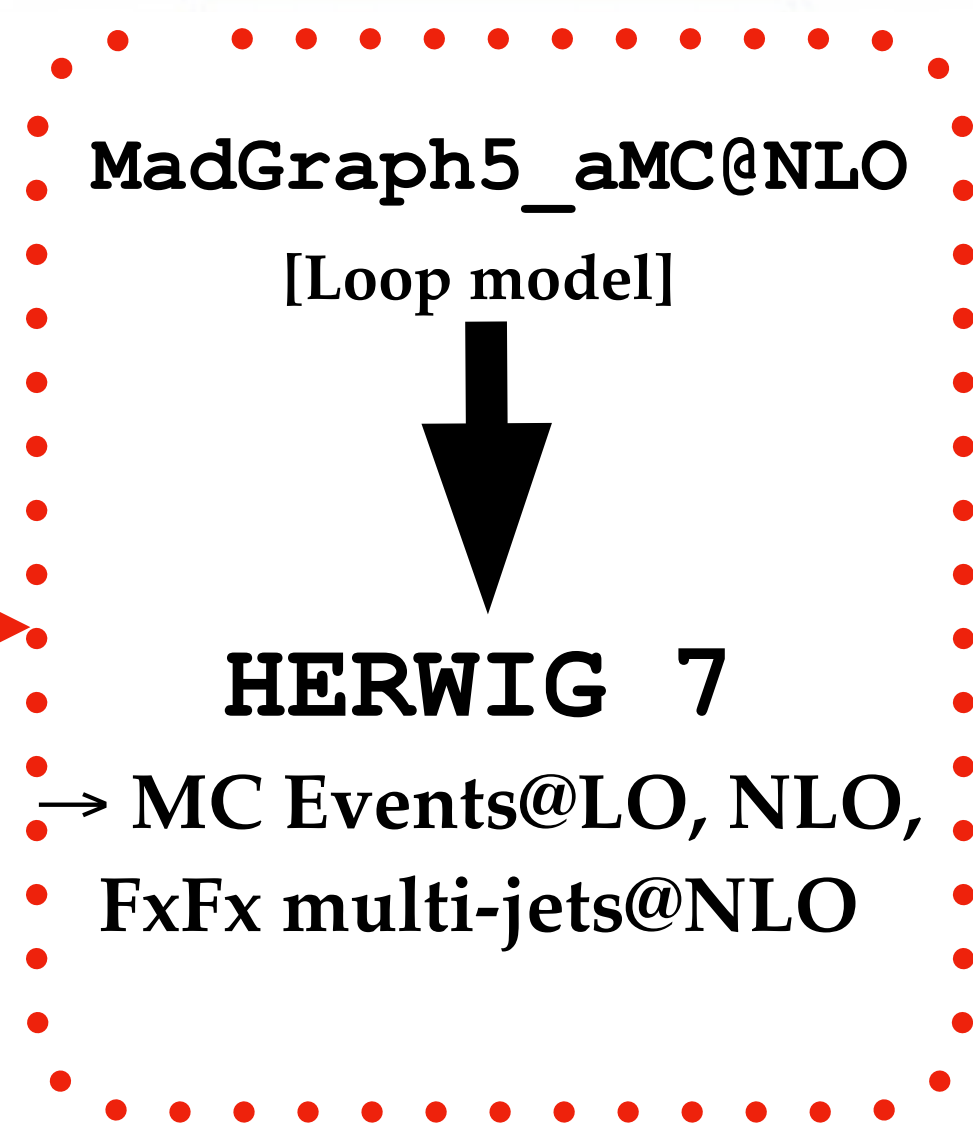 MadGraph5_aMC@NLO
[Loop model]
HERWIG 7
→ MC Events@LO, NLO,
FxFx multi-jets@NLO